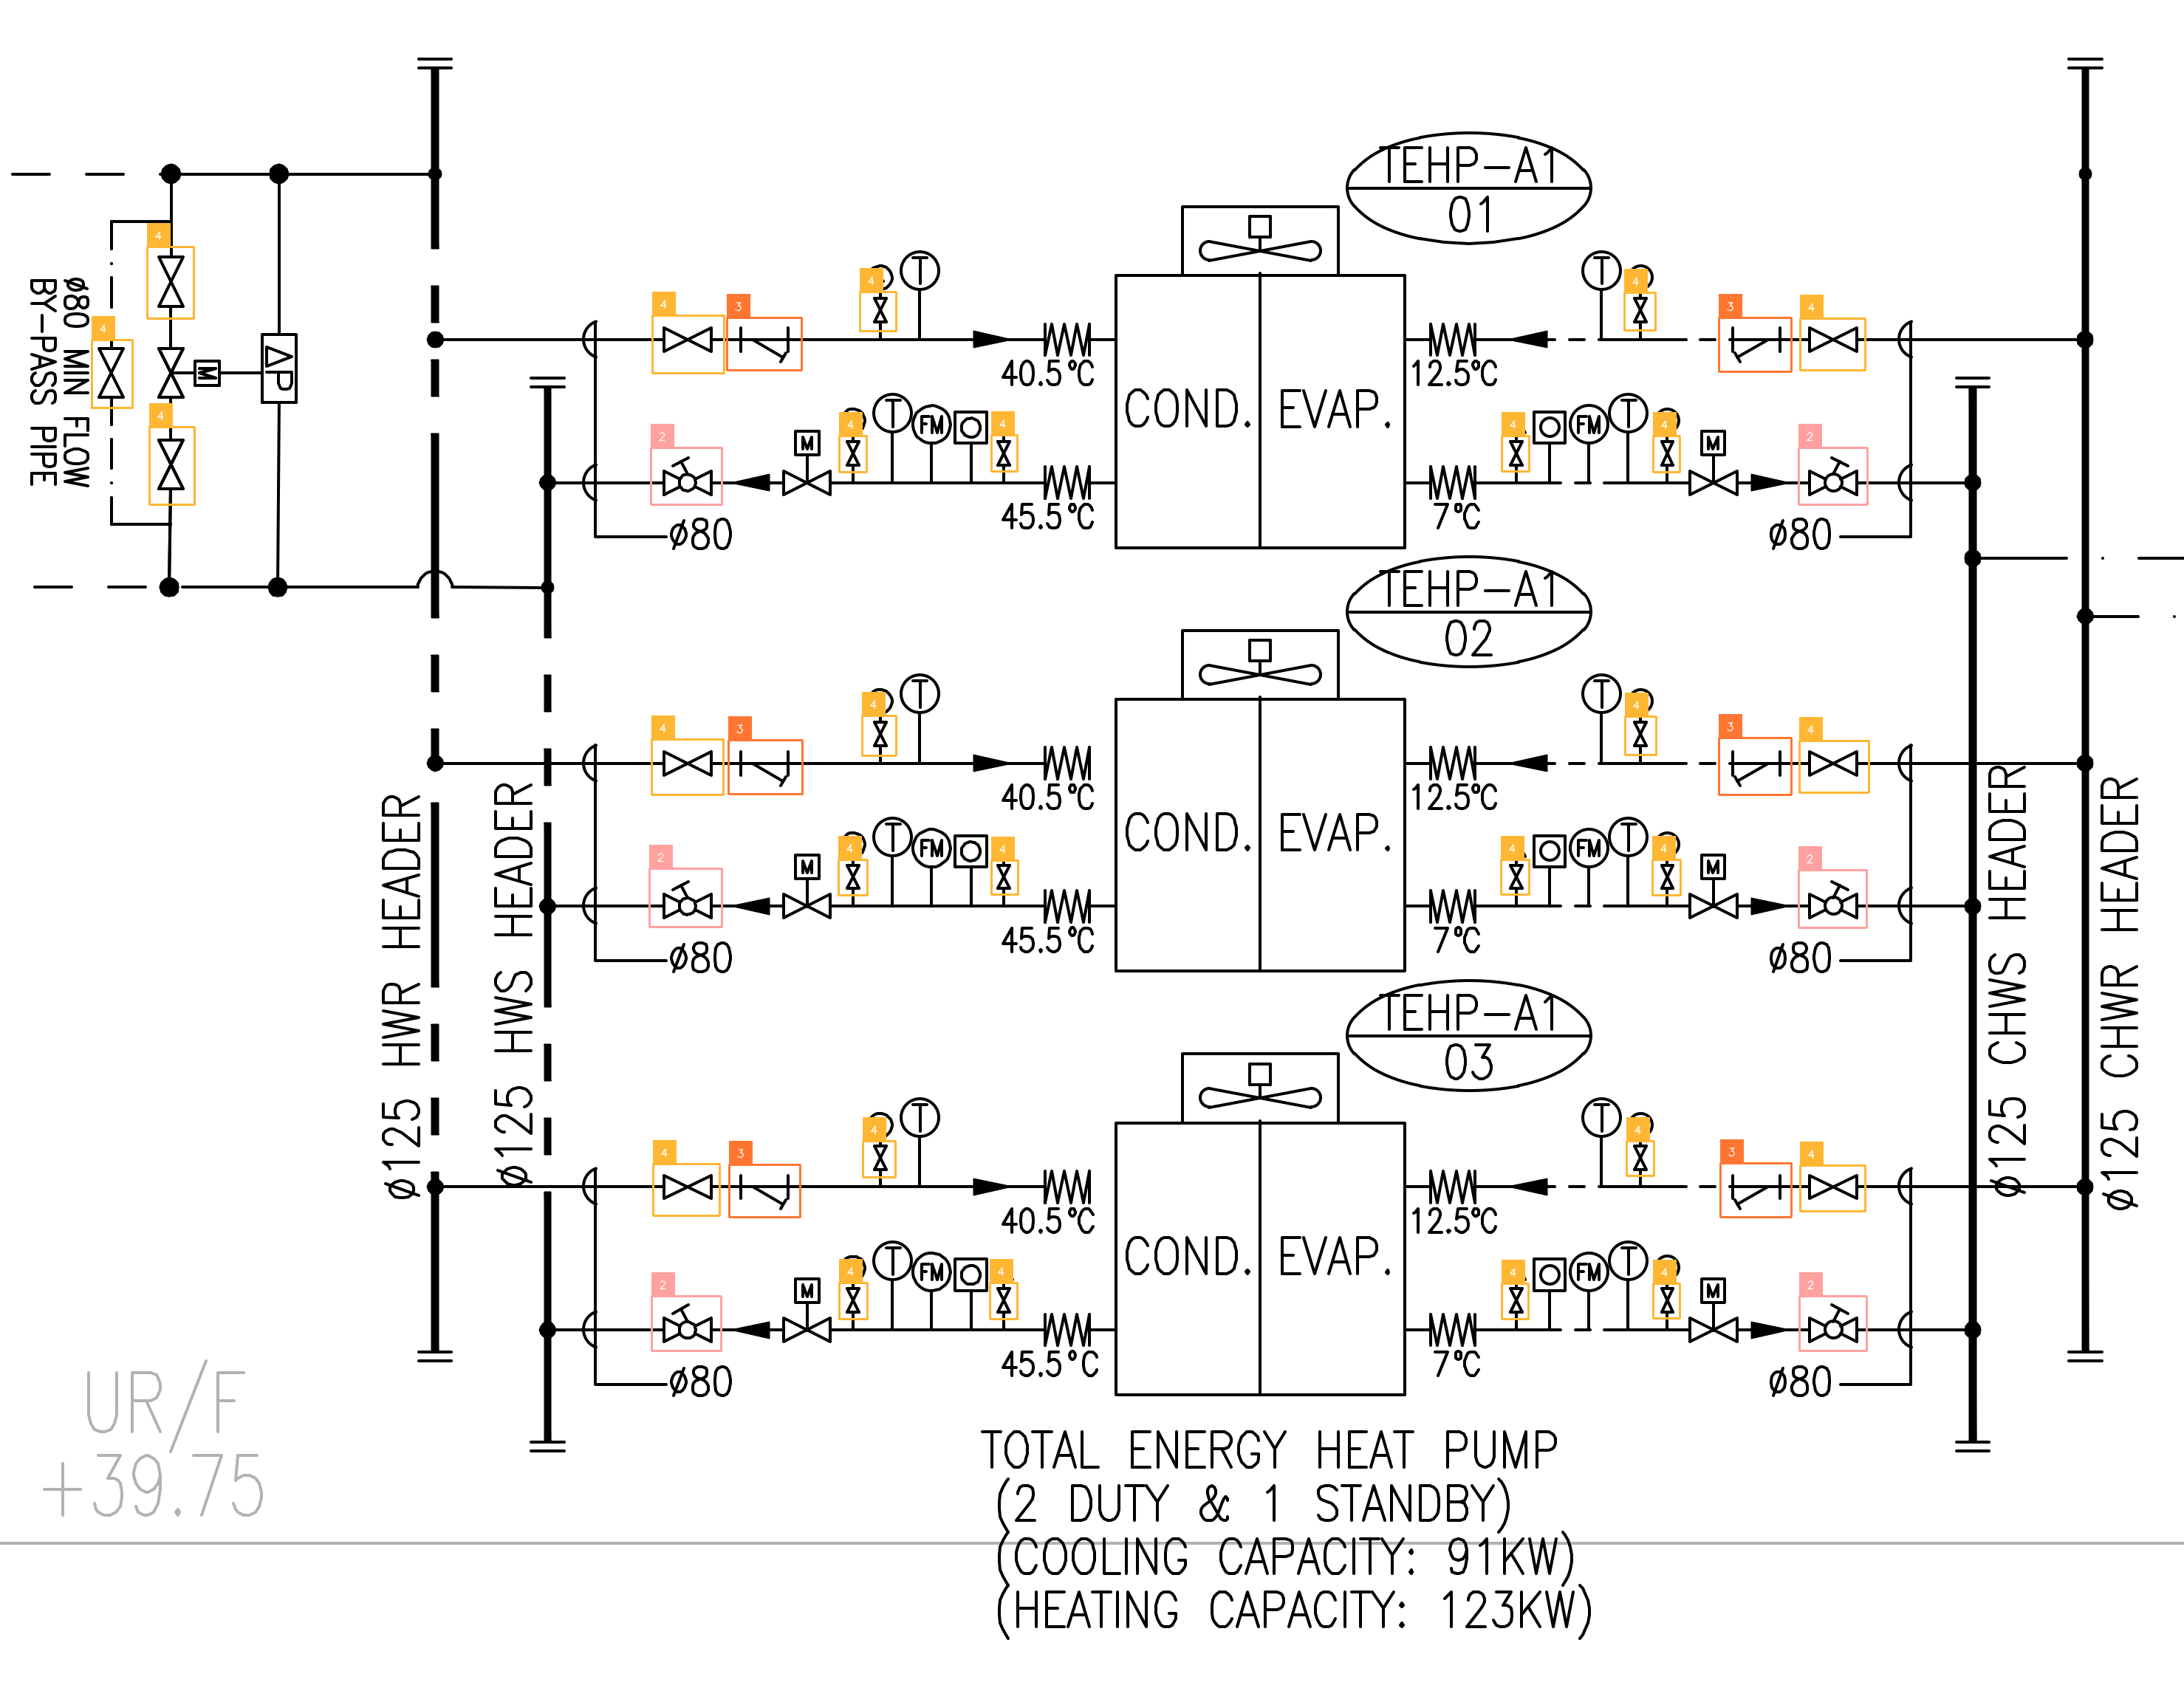 TEHP-A1
01
4
4
4
4
ø80 MIN FLOW
BY-PASS PIPE
M
ΔP
4
3
4
T
T
4
3
4
40.5°C
12.5°C
COND.
EVAP.
2
M
4
T
FM
4
4
FM
T
4
M
2
45.5°C
7°C
ø80
ø80
TEHP-A1
02
4
3
4
T
T
4
3
4
40.5°C
12.5°C
COND.
EVAP.
2
M
4
T
FM
4
4
FM
T
4
M
2
45.5°C
7°C
ø80
ø80
ø125 HWR HEADER
ø125 HWS HEADER
ø125 CHWS HEADER
ø125 CHWR HEADER
TEHP-A1
03
4
3
4
T
T
4
3
4
40.5°C
12.5°C
COND.
EVAP.
2
M
4
T
FM
4
4
FM
T
4
M
2
45.5°C
7°C
ø80
ø80
UR/F
+39.75
TOTAL ENERGY HEAT PUMP
(2 DUTY & 1 STANDBY)
(COOLING CAPACITY: 91KW)
(HEATING CAPACITY: 123KW)